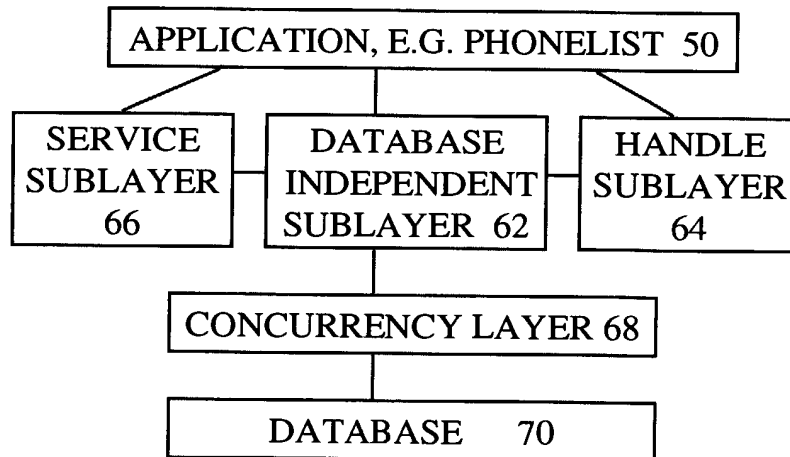 APPLICATION, E.G. PHONELIST 50
SERVICE
SUBLAYER
66
DATABASE
INDEPENDENT
SUBLAYER 62
HANDLE
SUBLAYER
64
CONCURRENCY LAYER 68
DATABASE 70